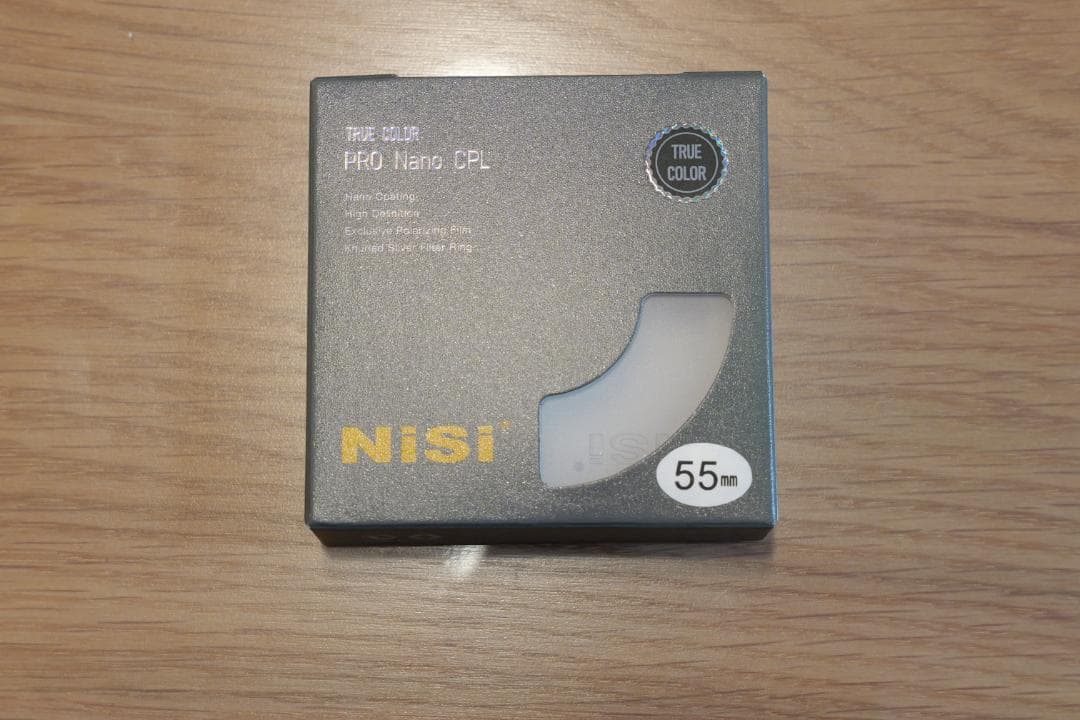 TRUE COLOR
PRO Nano CPL
Nano Coating
High Definition
Exclusive Polarizing Film
Knurled Silver Filter Ring
TRUE
COLOR
NiSi
55mm